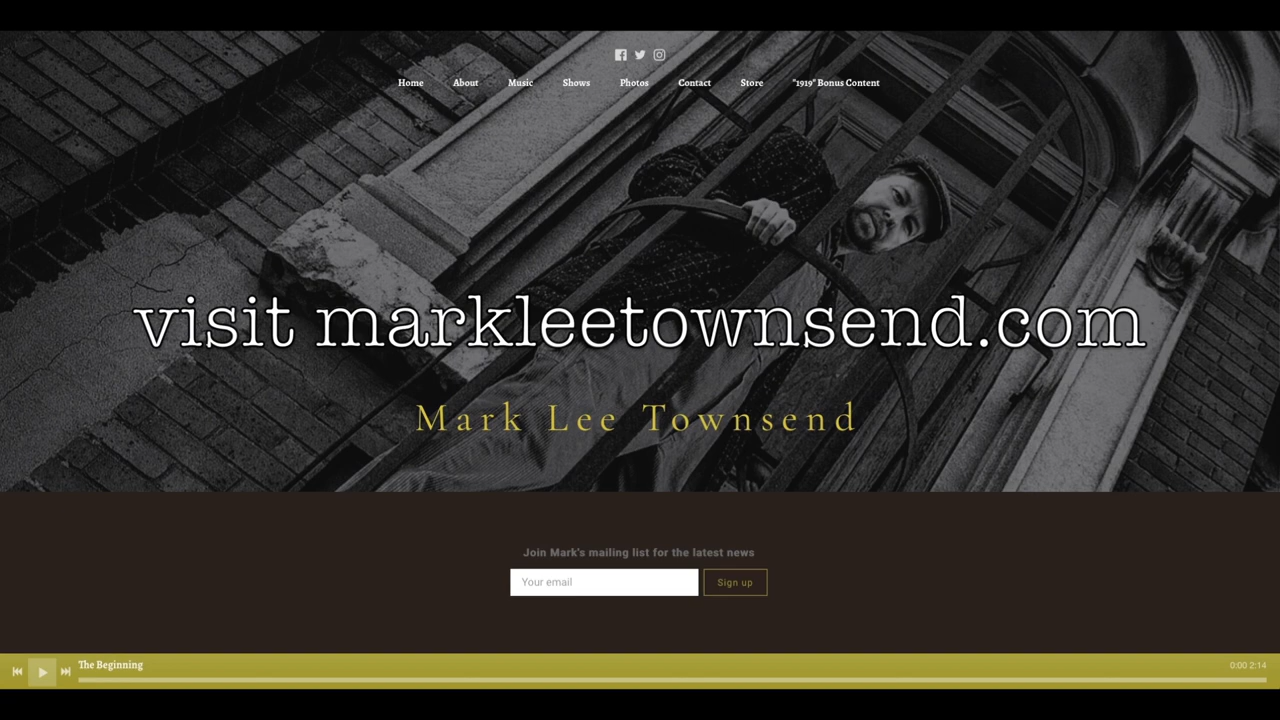 Home About Music Shows Photos Contact Store "1919" Bonus Content
visit markleetownsend.com
Mark Lee Townsend
Join Mark's mailing list for the latest news
Your email Sign up
The Beginning 0:00 2:14